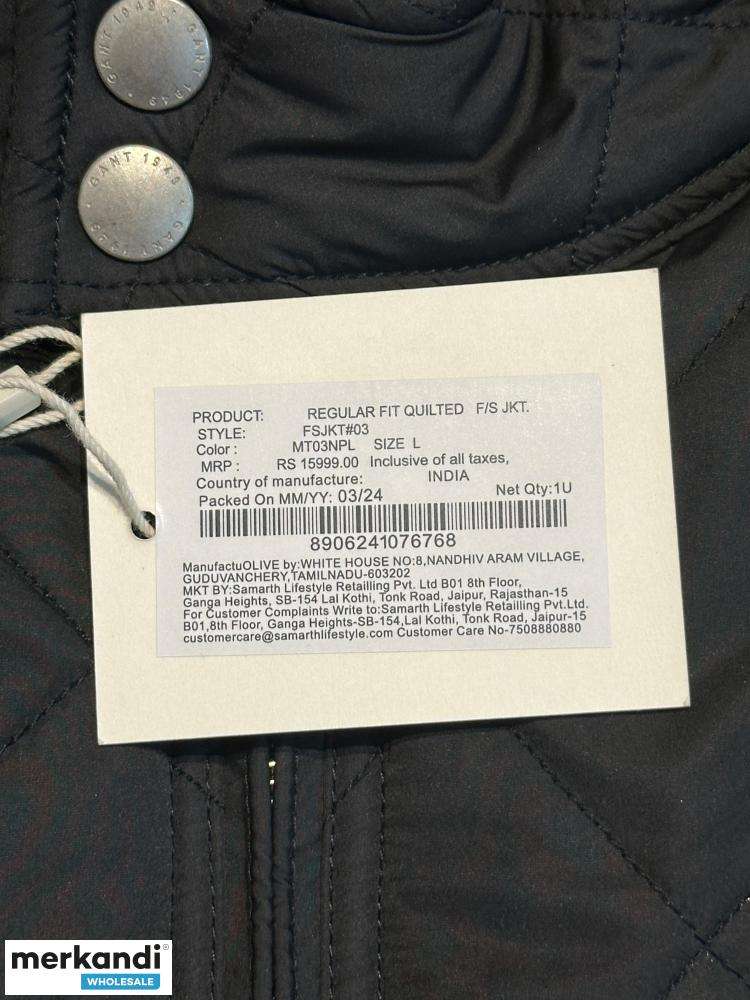 GANT 1949 · GANT 1949 ·
GANT 1949 · GANT 1949 ·
PRODUCT: REGULAR FIT QUILTED F/S JKT.
STYLE: FSJKT#03
Color : MT03NPL SIZE L
MRP : RS 15999.00 Inclusive of all taxes,
Country of manufacture: INDIA
Packed On MM/YY: 03/24 Net Qty:1U
8906241076768
ManufactuOLIVE by:WHITE HOUSE NO:8,NANDHIV ARAM VILLAGE,
GUDUVANCHERY,TAMILNADU-603202
MKT BY:Samarth Lifestyle Retailling Pvt. Ltd B01 8th Floor,
Ganga Heights, SB-154 Lal Kothi, Tonk Road, Jaipur, Rajasthan-15
For Customer Complaints Write to:Samarth Lifestyle Retailling Pvt.Ltd.
B01,8th Floor, Ganga Heights-SB-154,Lal Kothi, Tonk Road, Jaipur-15
customercare@samarthlifestyle.com Customer Care No-7508880880
merkandi®
WHOLESALE